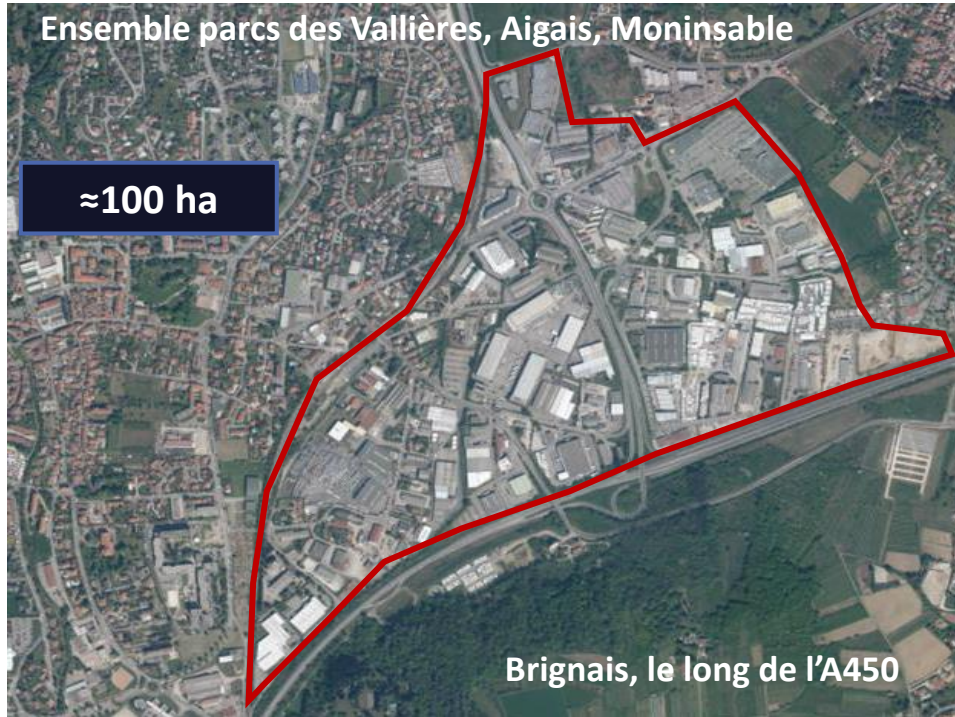 Ensemble parcs des Vallières, Aigais, Moninsable
≈100 ha
Brignais, le long de l’A450